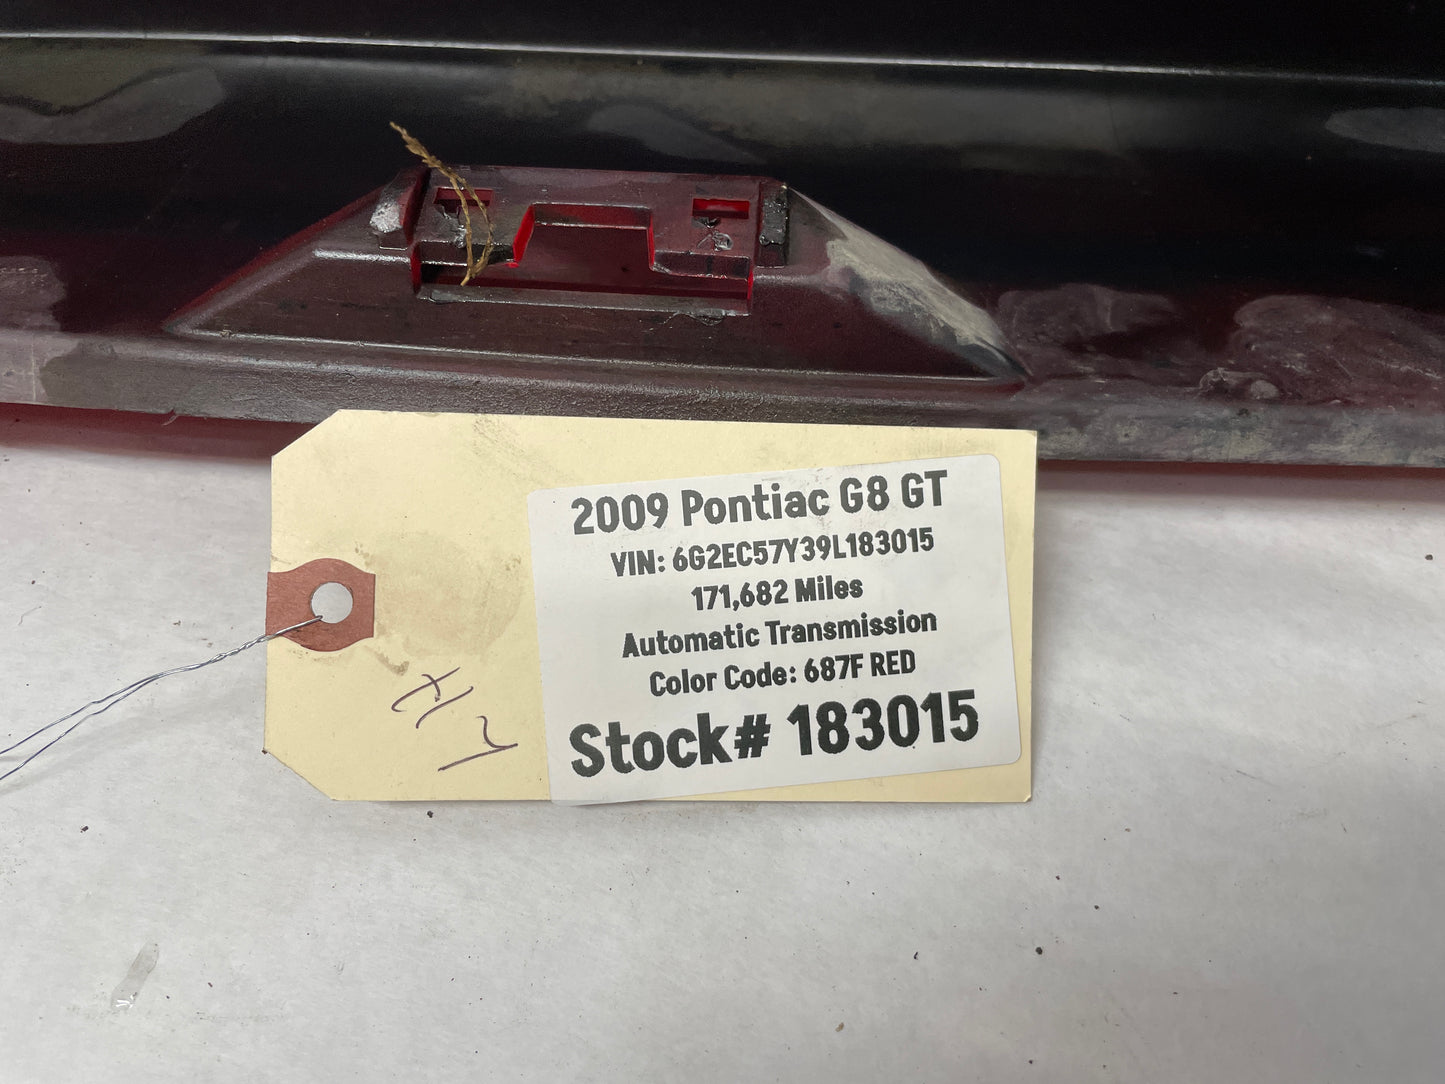 2009 Pontiac G8 GT
VIN: 6G2EC57Y39L183015
171,682 Miles
Automatic Transmission
Color Code: 687F RED
Stock# 183015